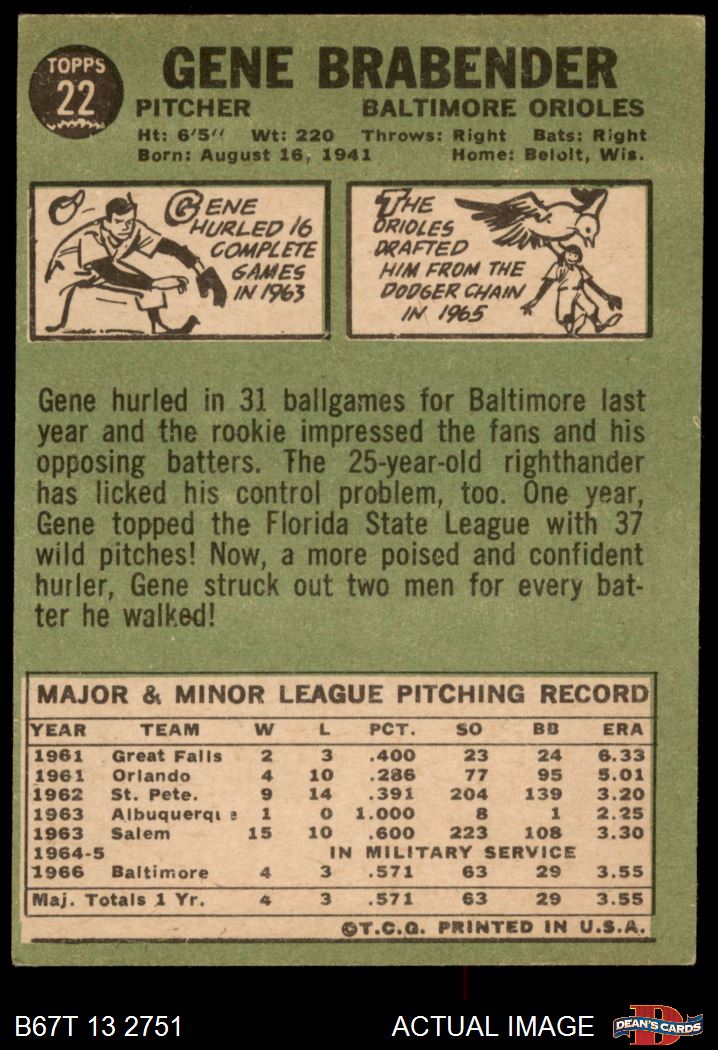 TOPPS
22
GENE BRABENDER
PITCHER BALTIMORE ORIOLES
Ht: 6'5" Wt: 220 Throws: Right Bats: Right
Born: August 16, 1941 Home: Beloit, Wis.
GENE
HURLED 16
COMPLETE
GAMES
IN 1963
THE
ORIOLES
DRAFTED
HIM FROM THE
DODGER CHAIN
IN 1965
Gene hurled in 31 ballgames for Baltimore last
year and the rookie impressed the fans and his
opposing batters. The 25-year-old righthander
has licked his control problem, too. One year,
Gene topped the Florida State League with 37
wild pitches! Now, a more poised and confident
hurler, Gene struck out two men for every bat-
ter he walked!
MAJOR & MINOR LEAGUE PITCHING RECORD
YEAR TEAM W L PCT. SO BB ERA
1961 Great Falls 2 3 .400 23 24 6.33
1961 Orlando 4 10 .286 77 95 5.01
1962 St. Pete. 9 14 .391 204 139 3.20
1963 Albuquerque 1 0 1.000 8 1 2.25
1963 Salem 15 10 .600 223 108 3.30
1964-5 IN MILITARY SERVICE
1966 Baltimore 4 3 .571 63 29 3.55
Maj. Totals 1 Yr. 4 3 .571 63 29 3.55
©T.C.G. PRINTED IN U.S.A.
B67T 13 2751 ACTUAL IMAGE DEAN'S CARDS